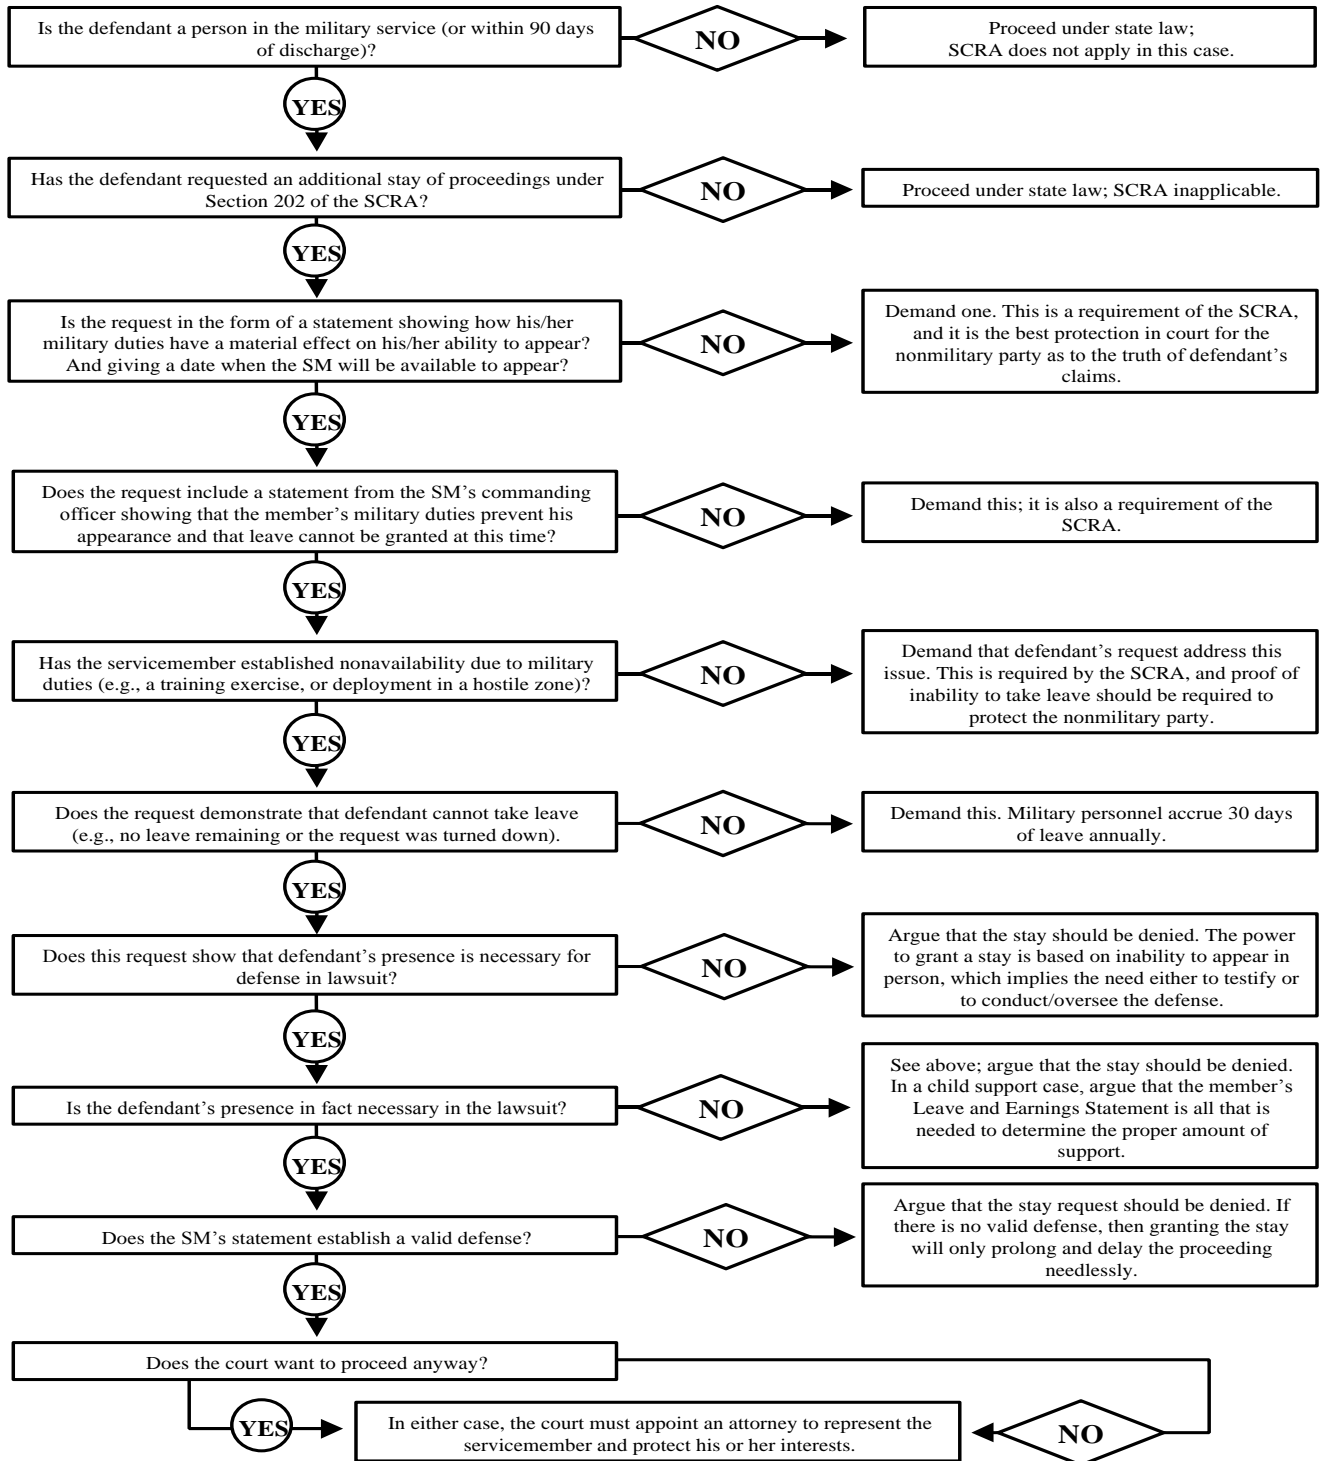 Is the defendant a person in the military service (or within 90 days
of discharge)?
NO
Proceed under state law;
SCRA does not apply in this case.
YES
Has the defendant requested an additional stay of proceedings under
Section 202 of the SCRA?
NO
Proceed under state law; SCRA inapplicable.
YES
Is the request in the form of a statement showing how his/her
military duties have a material effect on his/her ability to appear?
And giving a date when the SM will be available to appear?
NO
Demand one. This is a requirement of the SCRA,
and it is the best protection in court for the
nonmilitary party as to the truth of defendant’s
claims.
YES
Does the request include a statement from the SM’s commanding
officer showing that the member’s military duties prevent his
appearance and that leave cannot be granted at this time?
NO
Demand this; it is also a requirement of the
SCRA.
YES
Has the servicemember established nonavailability due to military
duties (e.g., a training exercise, or deployment in a hostile zone)?
NO
Demand that defendant’s request address this
issue. This is required by the SCRA, and proof of
inability to take leave should be required to
protect the nonmilitary party.
YES
Does the request demonstrate that defendant cannot take leave
(e.g., no leave remaining or the request was turned down).
NO
Demand this. Military personnel accrue 30 days
of leave annually.
YES
Does this request show that defendant’s presence is necessary for
defense in lawsuit?
NO
Argue that the stay should be denied. The power
to grant a stay is based on inability to appear in
person, which implies the need either to testify or
to conduct/oversee the defense.
YES
Is the defendant’s presence in fact necessary in the lawsuit?
NO
See above; argue that the stay should be denied.
In a child support case, argue that the member’s
Leave and Earnings Statement is all that is
needed to determine the proper amount of
support.
YES
Does the SM’s statement establish a valid defense?
NO
Argue that the stay request should be denied. If
there is no valid defense, then granting the stay
will only prolong and delay the proceeding
needlessly.
YES
Does the court want to proceed anyway?
YES
In either case, the court must appoint an attorney to represent the
servicemember and protect his or her interests.
NO